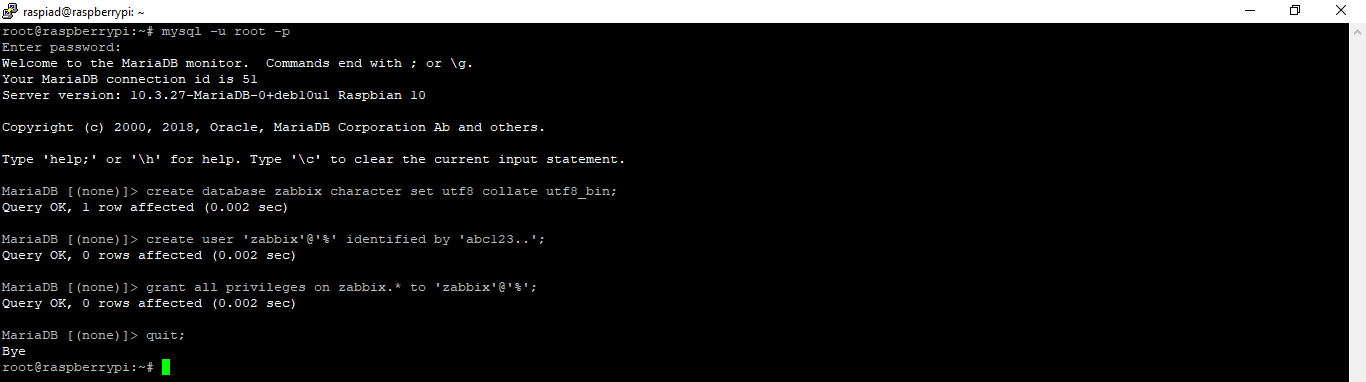 raspiad@raspberrypi: ~
root@raspberrypi:~# mysql -u root -p
Enter password:
Welcome to the MariaDB monitor.  Commands end with ; or \g.
Your MariaDB connection id is 51
Server version: 10.3.27-MariaDB-0+deb10u1 Raspbian 10
Copyright (c) 2000, 2018, Oracle, MariaDB Corporation Ab and others.
Type 'help;' or '\h' for help. Type '\c' to clear the current input statement.
MariaDB [(none)]> create database zabbix character set utf8 collate utf8_bin;
Query OK, 1 row affected (0.002 sec)
MariaDB [(none)]> create user 'zabbix'@'%' identified by 'abc123..';
Query OK, 0 rows affected (0.002 sec)
MariaDB [(none)]> grant all privileges on zabbix.* to 'zabbix'@'%';
Query OK, 0 rows affected (0.002 sec)
MariaDB [(none)]> quit;
Bye
root@raspberrypi:~#